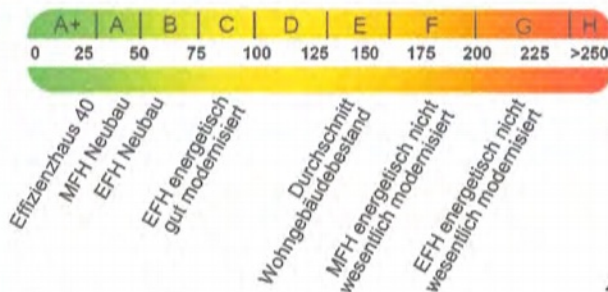 A+ A B C D E F G H
0 25 50 75 100 125 150 175 200 225 >250
Effizienzhaus 40
MFH Neubau
EFH Neubau
EFH energetisch
gut modernisiert
Durchschnitt
Wohngebäudebestand
MFH energetisch nicht
wesentlich modernisiert
EFH energetisch nicht
wesentlich modernisiert